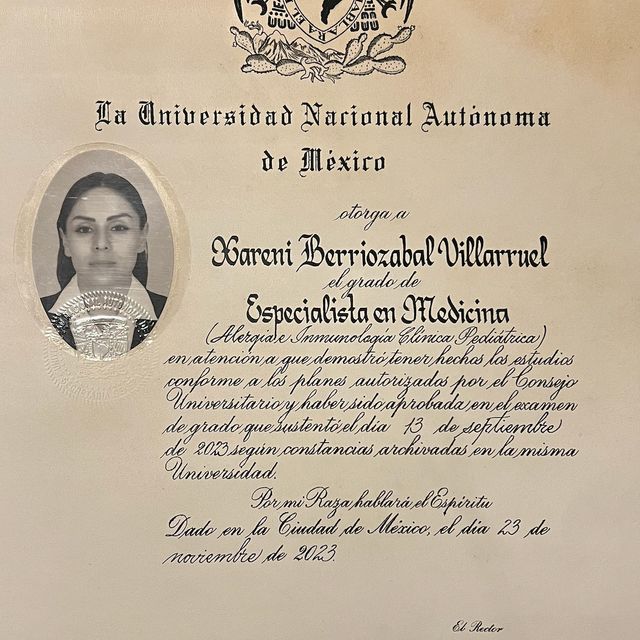 ABLARA EL
La Universidad Nacional Autónoma
de México
otorga a
Xareni Berriozabal Villarruel
el grado de
Especialista en Medicina
(Alergia e Inmunología Clínica Pediátrica)
en atención a que demostró tener hechos los estudios
conforme a los planes autorizados por el Consejo
Universitario y haber sido aprobada en el examen
de grado que sustentó el día 13 de septiembre
de 2023 según constancias archivadas en la misma
Universidad.
Por mi Raza hablará el Espíritu
Dado en la Ciudad de México, el día 23 de
noviembre de 2023.
El Rector